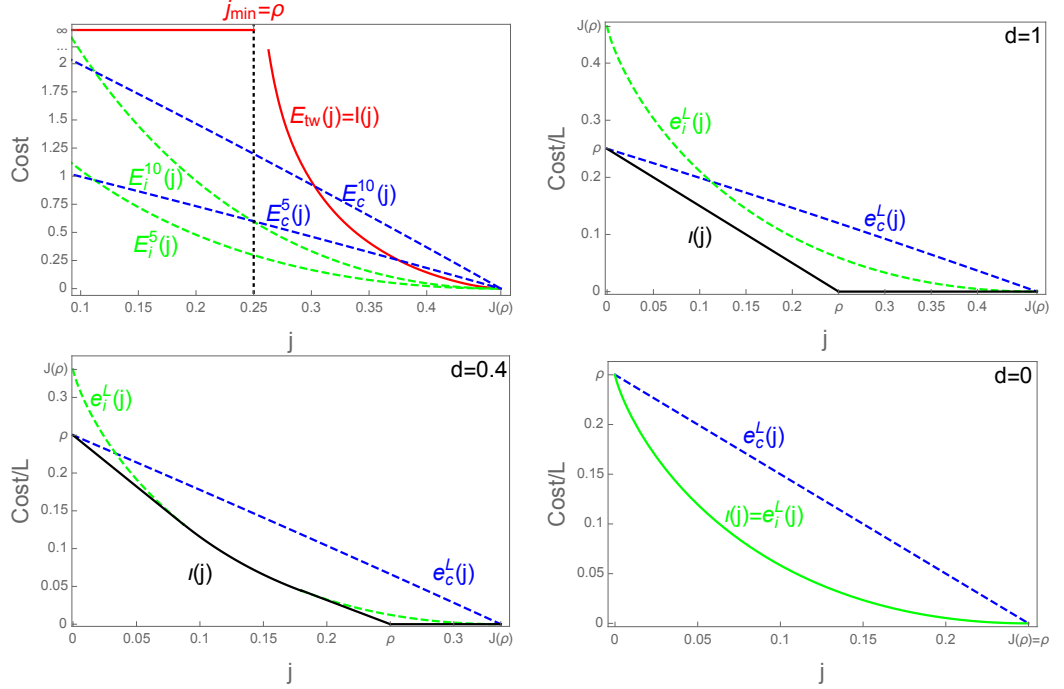 j_min=ρ
∞
...
2
1.75
1.5
1.25
1
0.75
0.5
0.25
0
Cost
E_tw(j)=I(j)
E_i^10(j)
E_c^10(j)
E_c^5(j)
E_i^5(j)
0.1 0.15 0.2 0.25 0.3 0.35 0.4 J(ρ)
j
d=1
J(ρ)
0.4
0.3
ρ
0.2
0.1
0
Cost/L
e_i^L(j)
e_c^L(j)
ι(j)
0 0.05 0.1 0.15 0.2 ρ 0.3 0.35 0.4 J(ρ)
j
d=0.4
J(ρ)
0.3
ρ
0.2
0.15
0.1
0.05
0
Cost/L
e_i^L(j)
ι(j)
e_c^L(j)
0 0.05 0.1 0.15 0.2 ρ 0.3 J(ρ)
j
d=0
ρ
0.2
0.15
0.1
0.05
0
Cost/L
e_c^L(j)
ι(j)=e_i^L(j)
0 0.05 0.1 0.15 0.2 J(ρ)=ρ
j